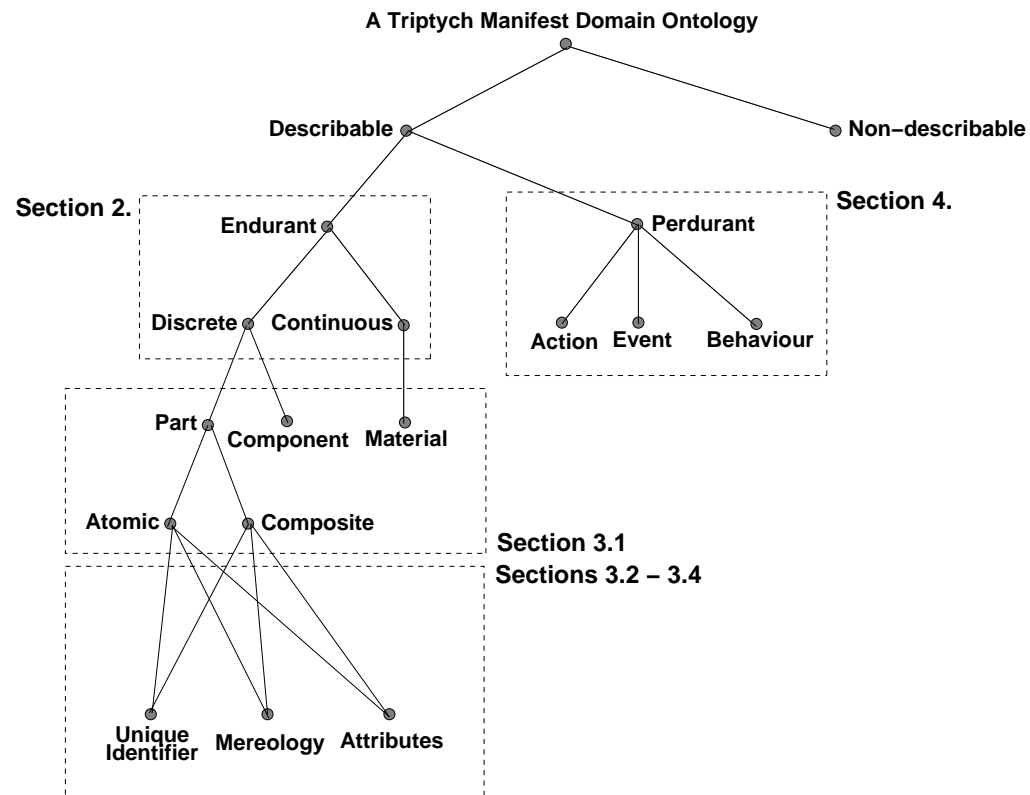 A Triptych Manifest Domain Ontology
Describable
Non−describable
Section 2.
Section 4.
Endurant
Perdurant
Discrete
Continuous
Action
Event
Behaviour
Part
Component
Material
Atomic
Composite
Section 3.1
Sections 3.2 − 3.4
Unique
Identifier
Mereology
Attributes